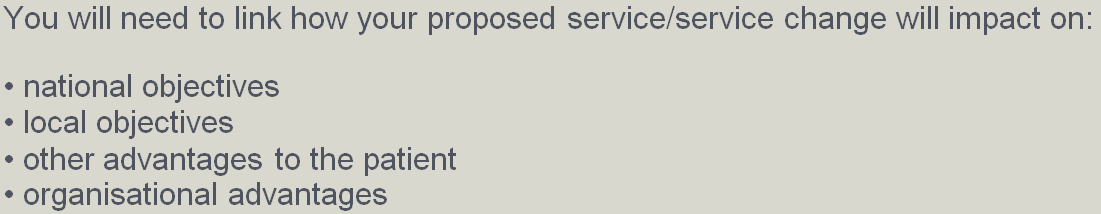 You will need to link how your proposed service/service change will impact on:
• national objectives
• local objectives
• other advantages to the patient
• organisational advantages